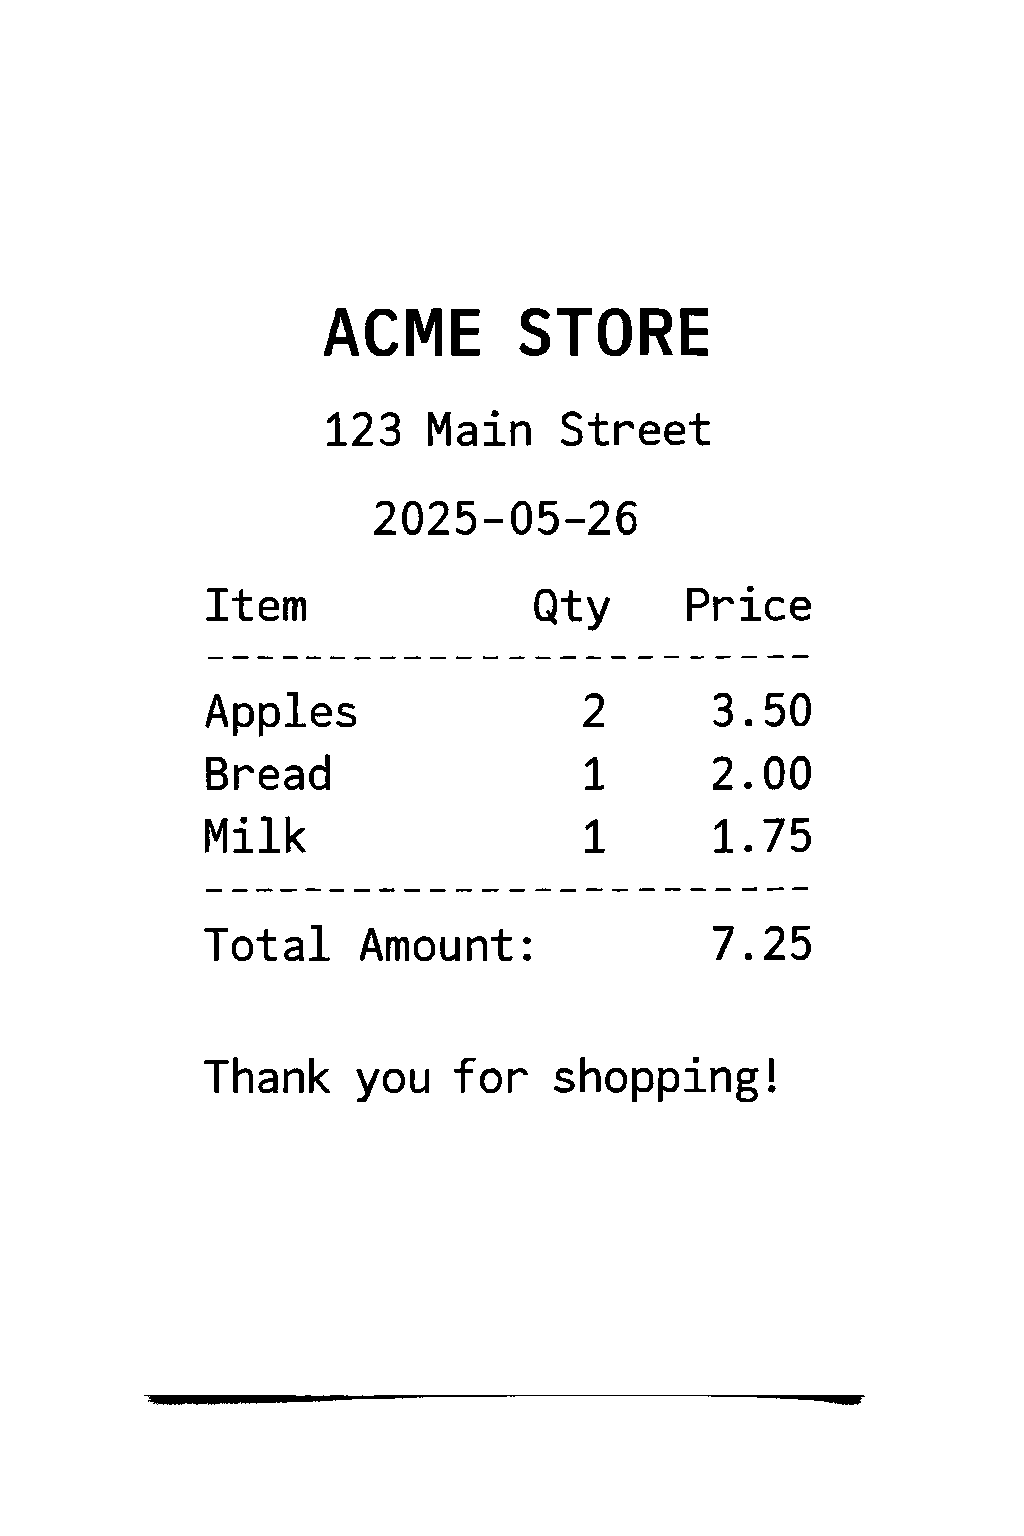 ACME STORE
123 Main Street
2025-05-26
Item Qty Price
------------------------
Apples 2 3.50
Bread 1 2.00
Milk 1 1.75
------------------------
Total Amount: 7.25
Thank you for shopping!